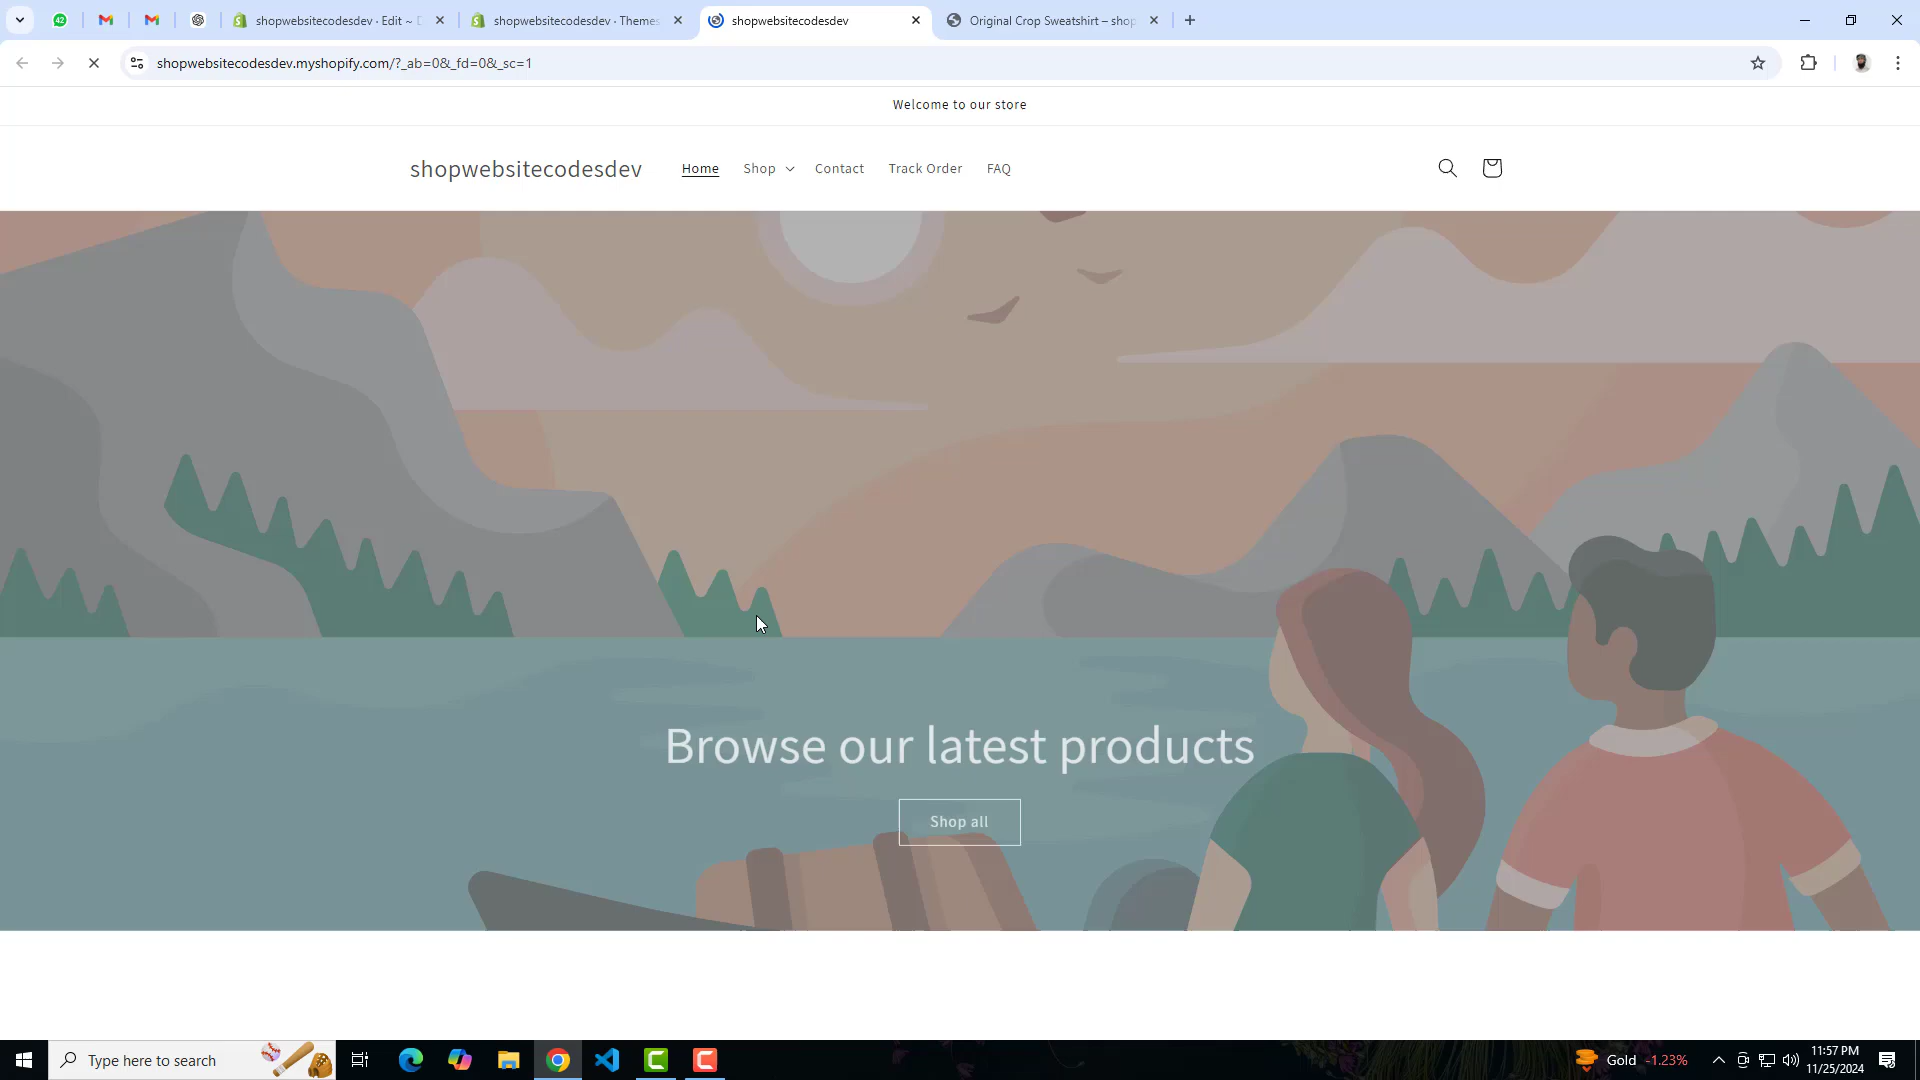 shopwebsitecodesdev · Edit ~ D
shopwebsitecodesdev · Themes
shopwebsitecodesdev
Original Crop Sweatshirt – shop
shopwebsitecodesdev.myshopify.com/?_ab=0&_fd=0&_sc=1
Welcome to our store
shopwebsitecodesdev
Home
Shop
Contact
Track Order
FAQ
Browse our latest products
Shop all
Type here to search
Gold -1.23%
11:57 PM
11/25/2024